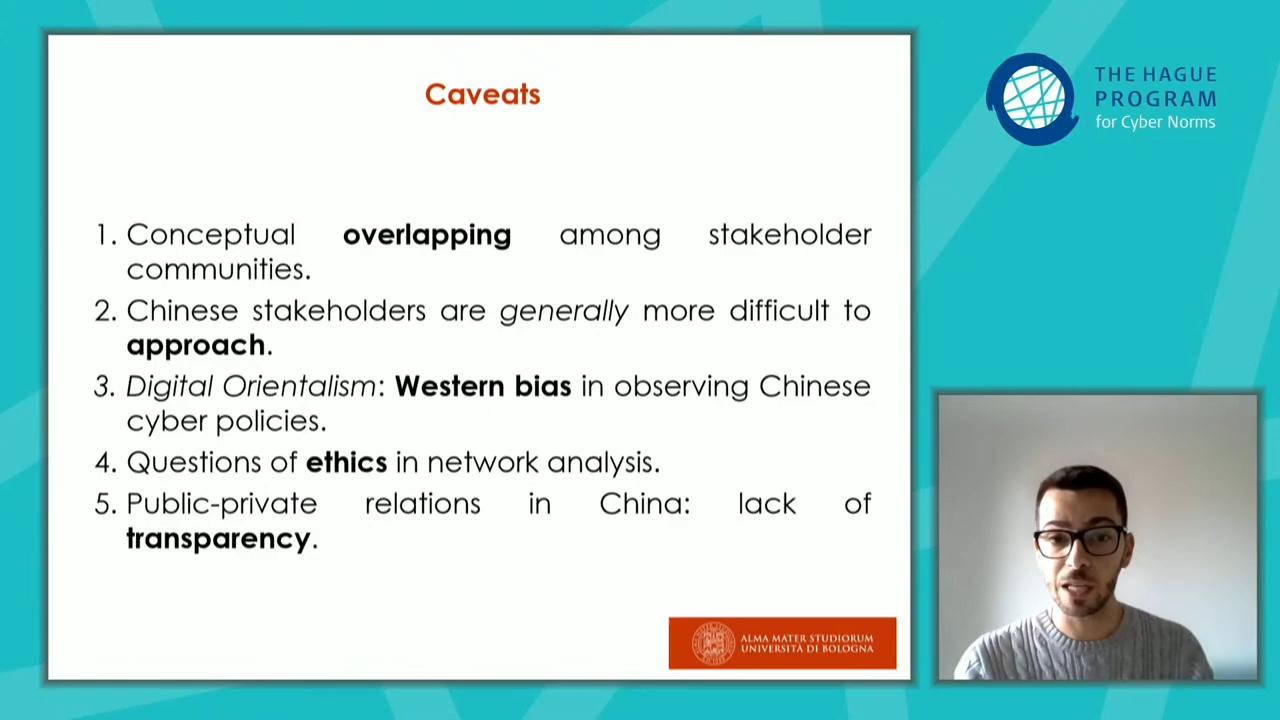 Caveats
1. Conceptual overlapping among stakeholder
communities.
2. Chinese stakeholders are generally more difficult to
approach.
3. Digital Orientalism: Western bias in observing Chinese
cyber policies.
4. Questions of ethics in network analysis.
5. Public-private relations in China: lack of
transparency.
ALMA MATER STUDIORUM
UNIVERSITÀ DI BOLOGNA
THE HAGUE
PROGRAM
for Cyber Norms